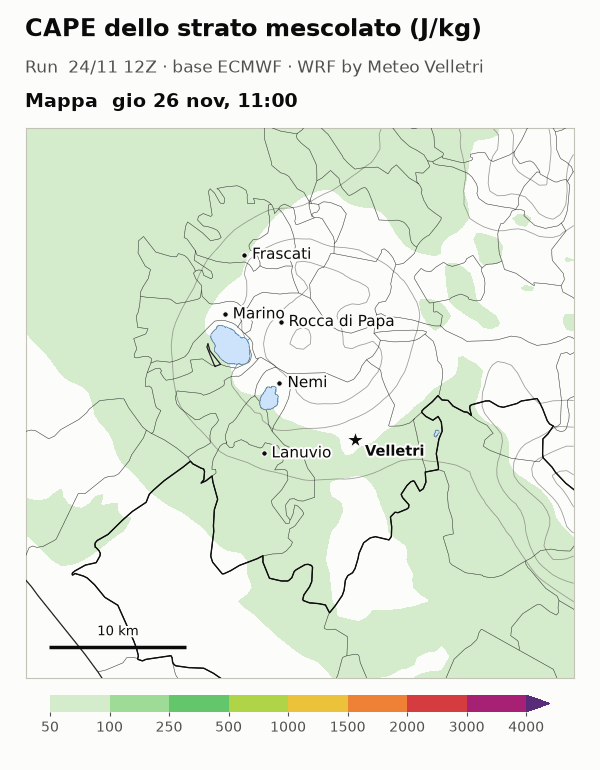 CAPE dello strato mescolato (J/kg)
Run  24/11 12Z · base ECMWF · WRF by Meteo Velletri
Mappa  gio 26 nov, 11:00
Frascati
Marino
Rocca di Papa
Nemi
Velletri
Lanuvio
10 km
50 100 250 500 1000 1500 2000 3000 4000